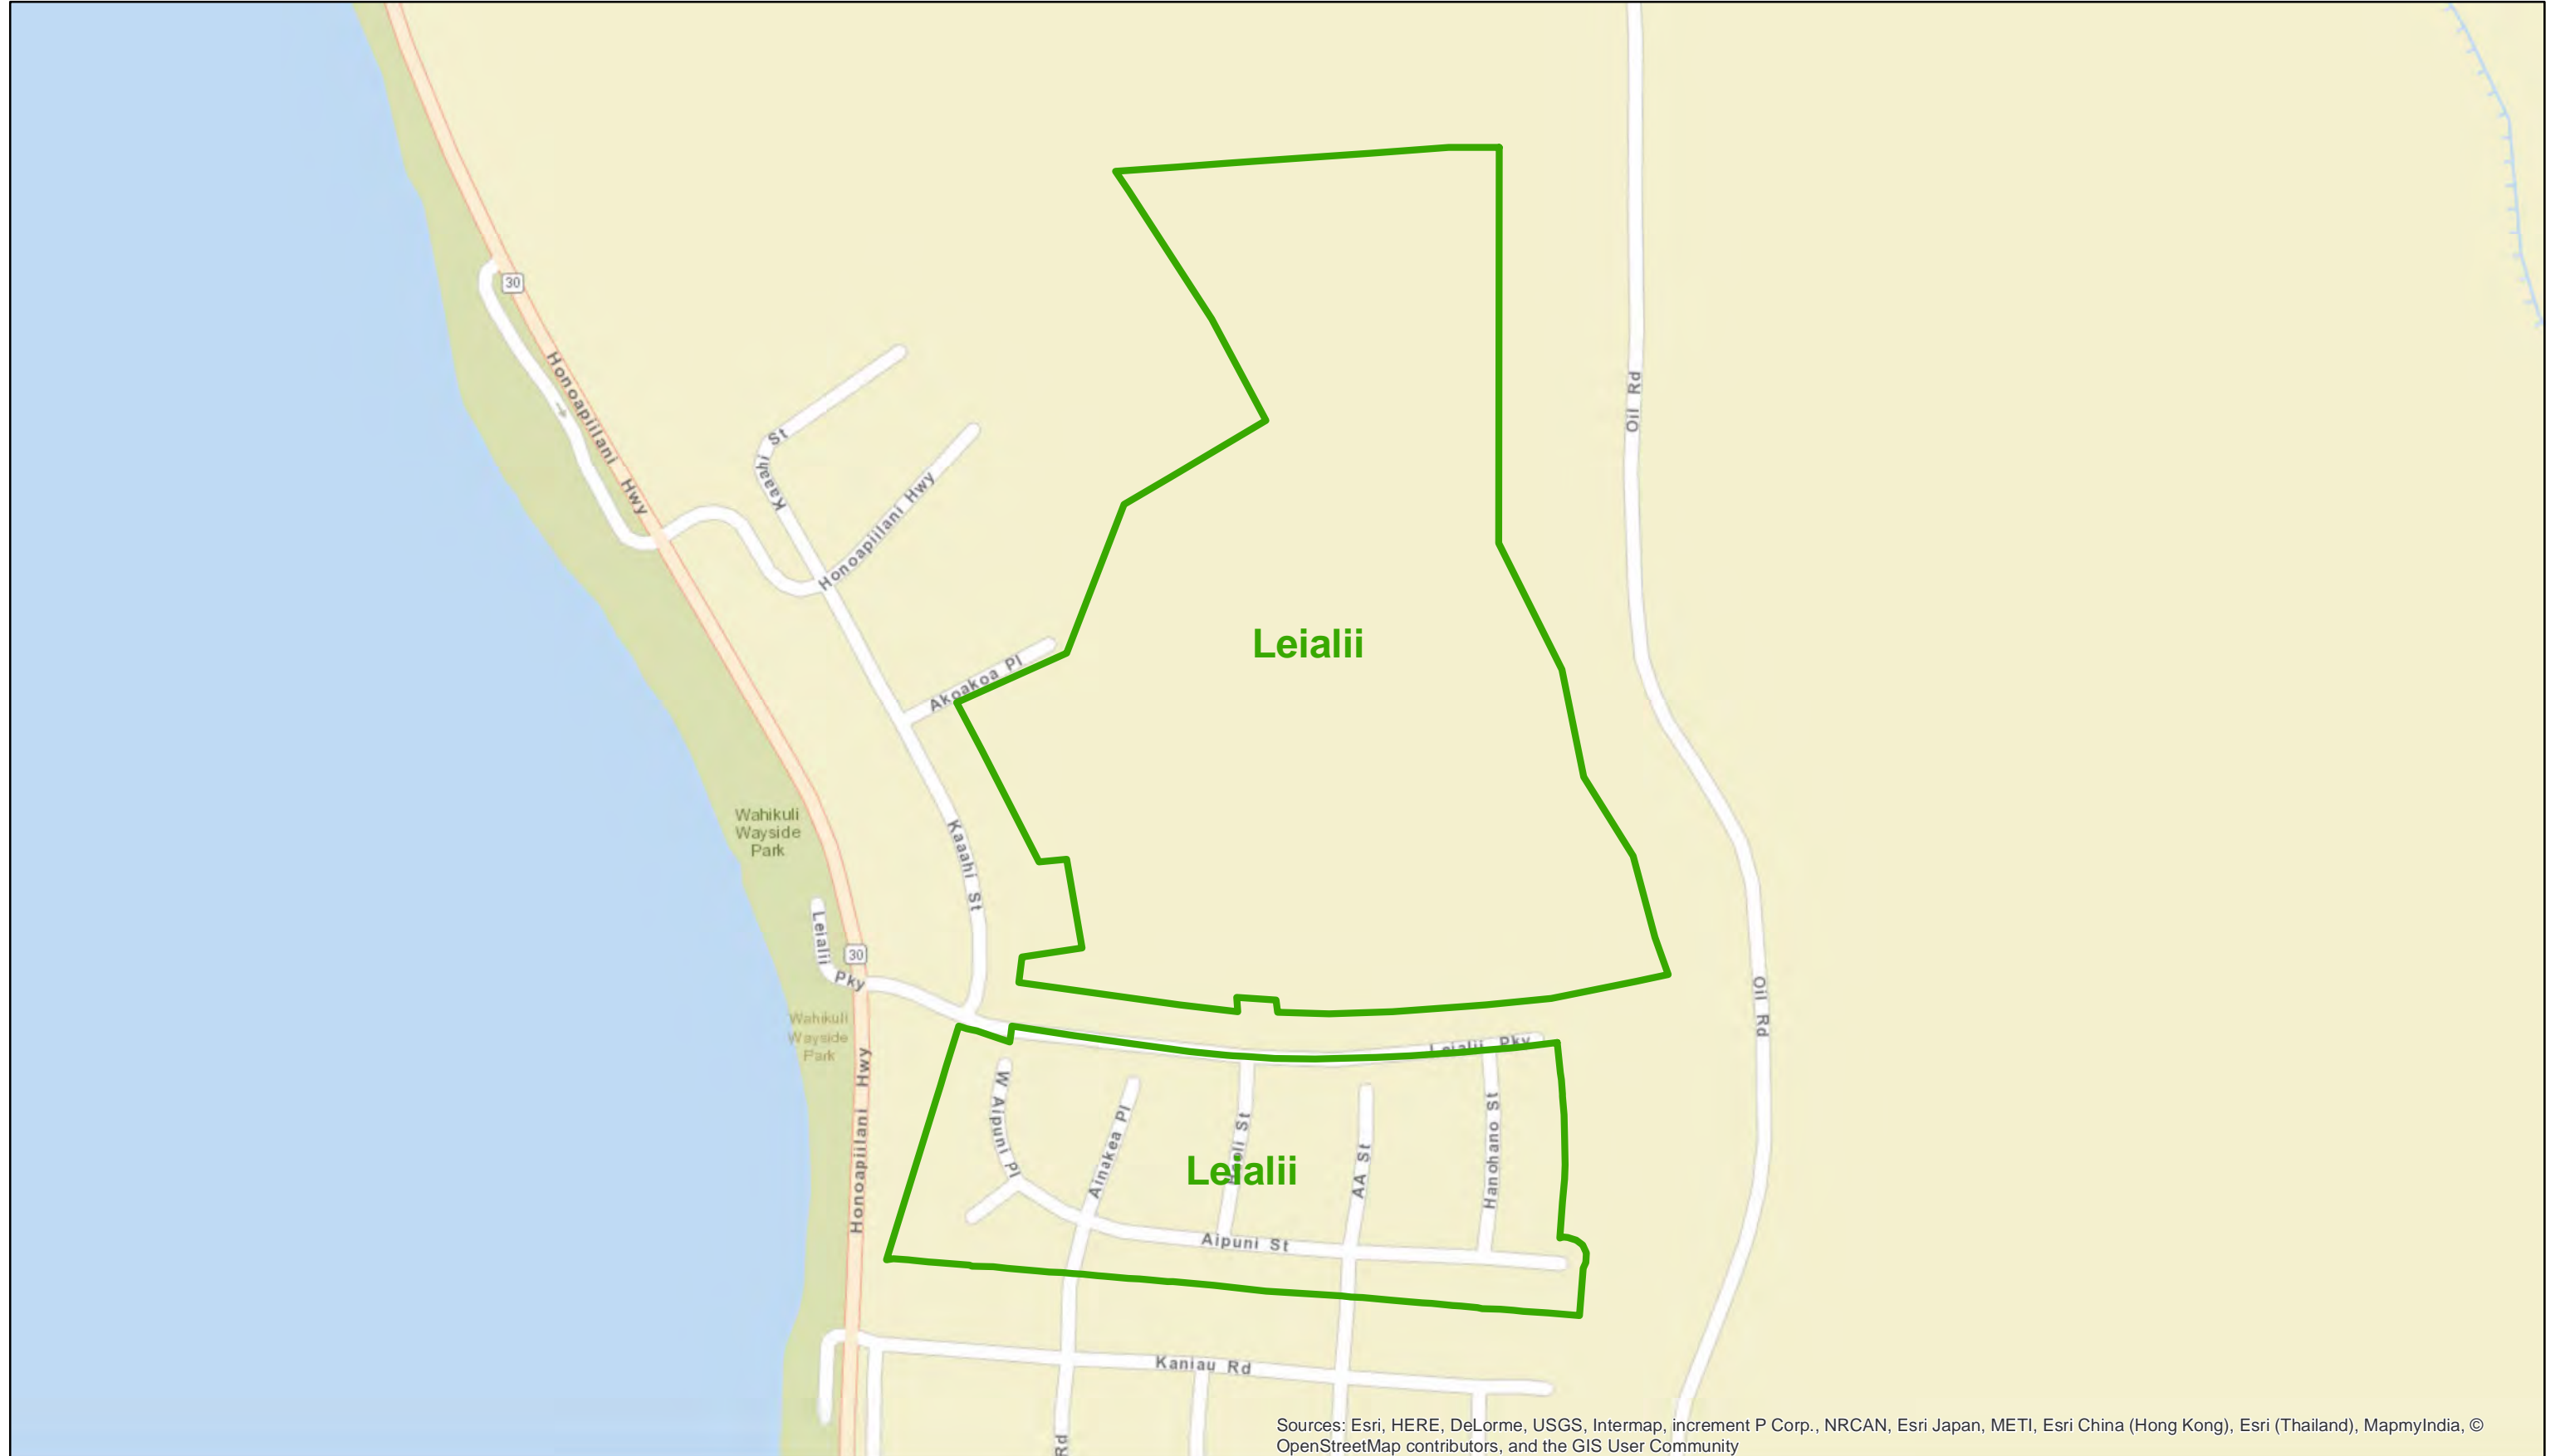 30
Honoapiilani Hwy
Oil Rd
Kaaahi St
Honoapiilani Hwy
Leialii
Akoakoa Pl
Wahikuli
Wayside
Park
Kaaahi St
Leialii Pky
30
Oil Rd
Wahikuli
Wayside
Park
Leialii Pky
Honoapiilani Hwy
W Aipuni Pl
Ainakea Pl
St
AA St
Hanohano St
Leialii
Aipuni St
Kaniau Rd
Rd
Sources: Esri, HERE, DeLorme, USGS, Intermap, increment P Corp., NRCAN, Esri Japan, METI, Esri China (Hong Kong), Esri (Thailand), MapmyIndia, ©
OpenStreetMap contributors, and the GIS User Community